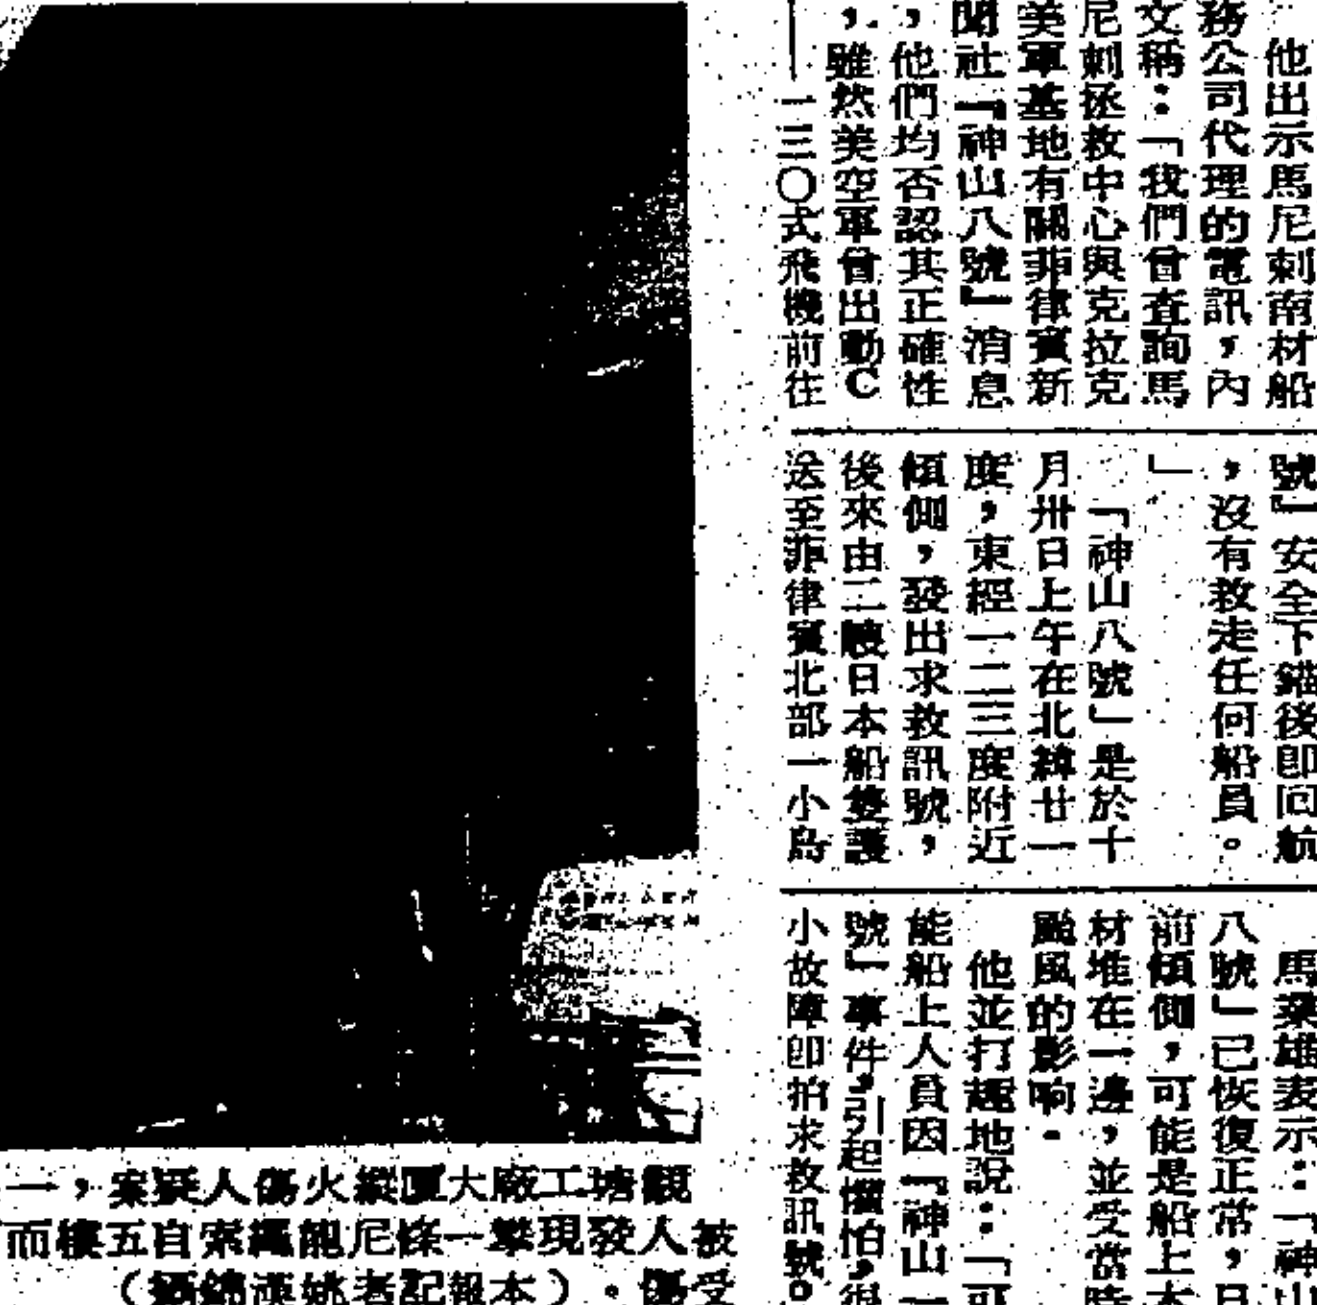 他出示馬尼剌南材船
務公司代理的電訊，內
文稱：「我們曾查詢馬
尼剌拯救中心與克拉克
美軍基地有關菲律賓新
聞社『神山八號』消息
，他們均否認其正確性
，雖然美空軍曾出動C
—一三〇式飛機前往
號』安全下錨後即回航
，沒有救走任何船員。
」
「神山八號」是於十
月卅日上午在北緯廿一
度，東經一二三度附近
傾側，發出求救訊號，
後來由二艘日本船隻護
送至菲律賓北部一小島
馬業雄表示：「神山
八號」已恢復正常，日
前傾側，可能是船上木
材堆在一邊，並受當時
颱風的影响。
他並打趣地說：「可
能船上人員因『神山一
號』事件，引起懼怕，很
小故障即拍求救訊號。
觀塘工廠大廈縱火傷人疑案，一
被人發現擊一條尼龍繩索自五樓而
受傷。（本報記者姚漢